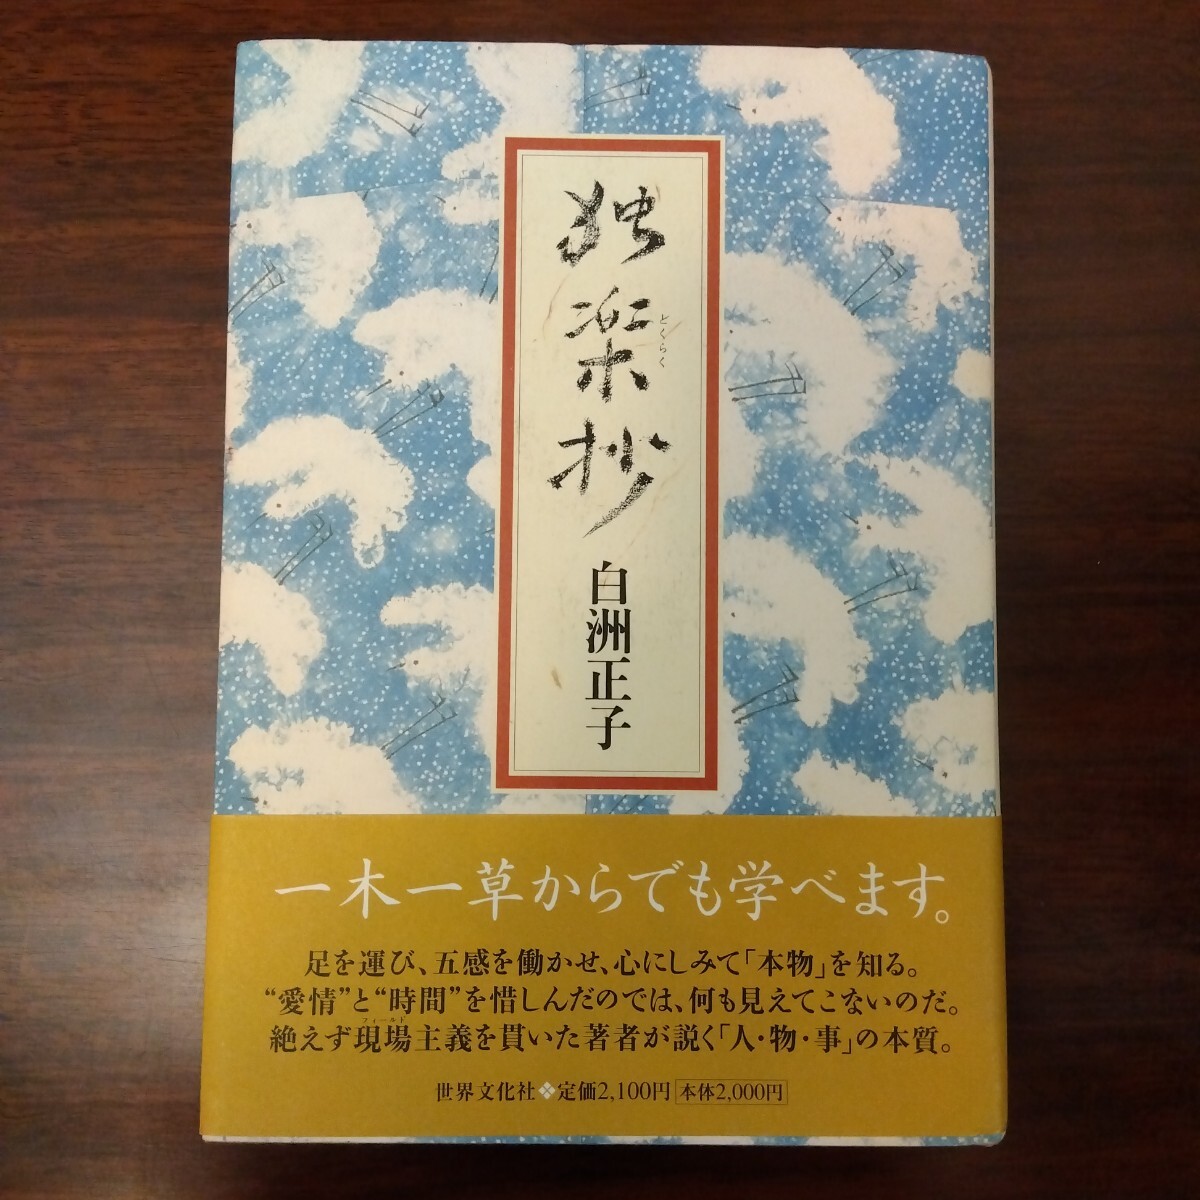 独楽抄
どくらく
白洲正子
一木一草からでも学べます。
足を運び、五感を働かせ、心にしみて「本物」を知る。
“愛情”と“時間”を惜しんだのでは、何も見えてこないのだ。
フィールド
絶えず現場主義を貫いた著者が説く「人・物・事」の本質。
世界文化社❖定価2,100円 本体2,000円